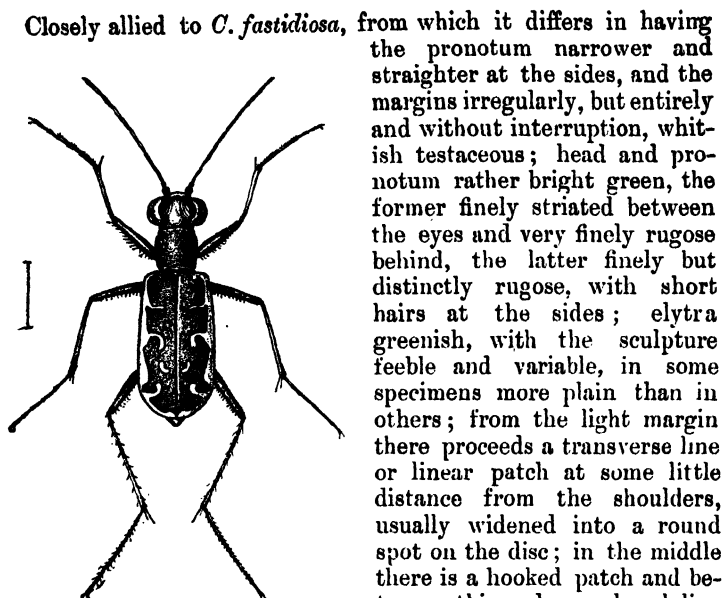 Closely allied to C. fastidiosa, from which it differs in having
the pronotum narrower and
straighter at the sides, and the
margins irregularly, but entirely
and without interruption, whit-
ish testaceous; head and pro-
notum rather bright green, the
former finely striated between
the eyes and very finely rugose
behind, the latter finely but
distinctly rugose, with short
hairs at the sides; elytra
greenish, with the sculpture
feeble and variable, in some
specimens more plain than in
others; from the light margin
there proceeds a transverse line
or linear patch at some little
distance from the shoulders,
usually widened into a round
spot on the disc; in the middle
there is a hooked patch and be-